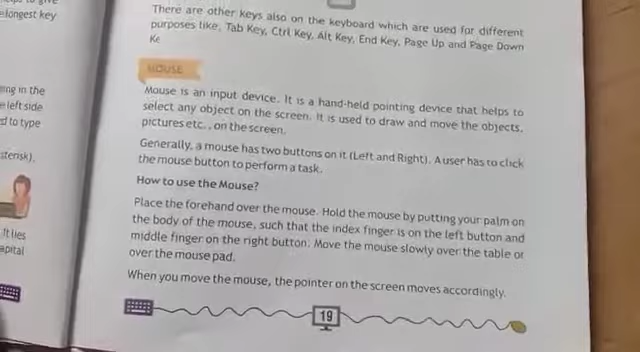 elongest key
ing in the
e left side
ed to type
It lies
apital
There are other keys also on the keyboard which are used for different
purposes like, Tab Key, Ctrl Key, Alt Key, End Key, Page Up and Page Down
Ke
MOUSE
Mouse is an input device. It is a hand-held pointing device that helps to
select any object on the screen. It is used to draw and move the objects,
pictures etc., on the screen.
Generally, a mouse has two buttons on it (Left and Right). A user has to click
the mouse button to perform a task.
How to use the Mouse?
Place the forehand over the mouse. Hold the mouse by putting your palm on
the body of the mouse, such that the index finger is on the left button and
middle finger on the right button. Move the mouse slowly over the table or
over the mouse pad.
When you move the mouse, the pointer on the screen moves accordingly.
19